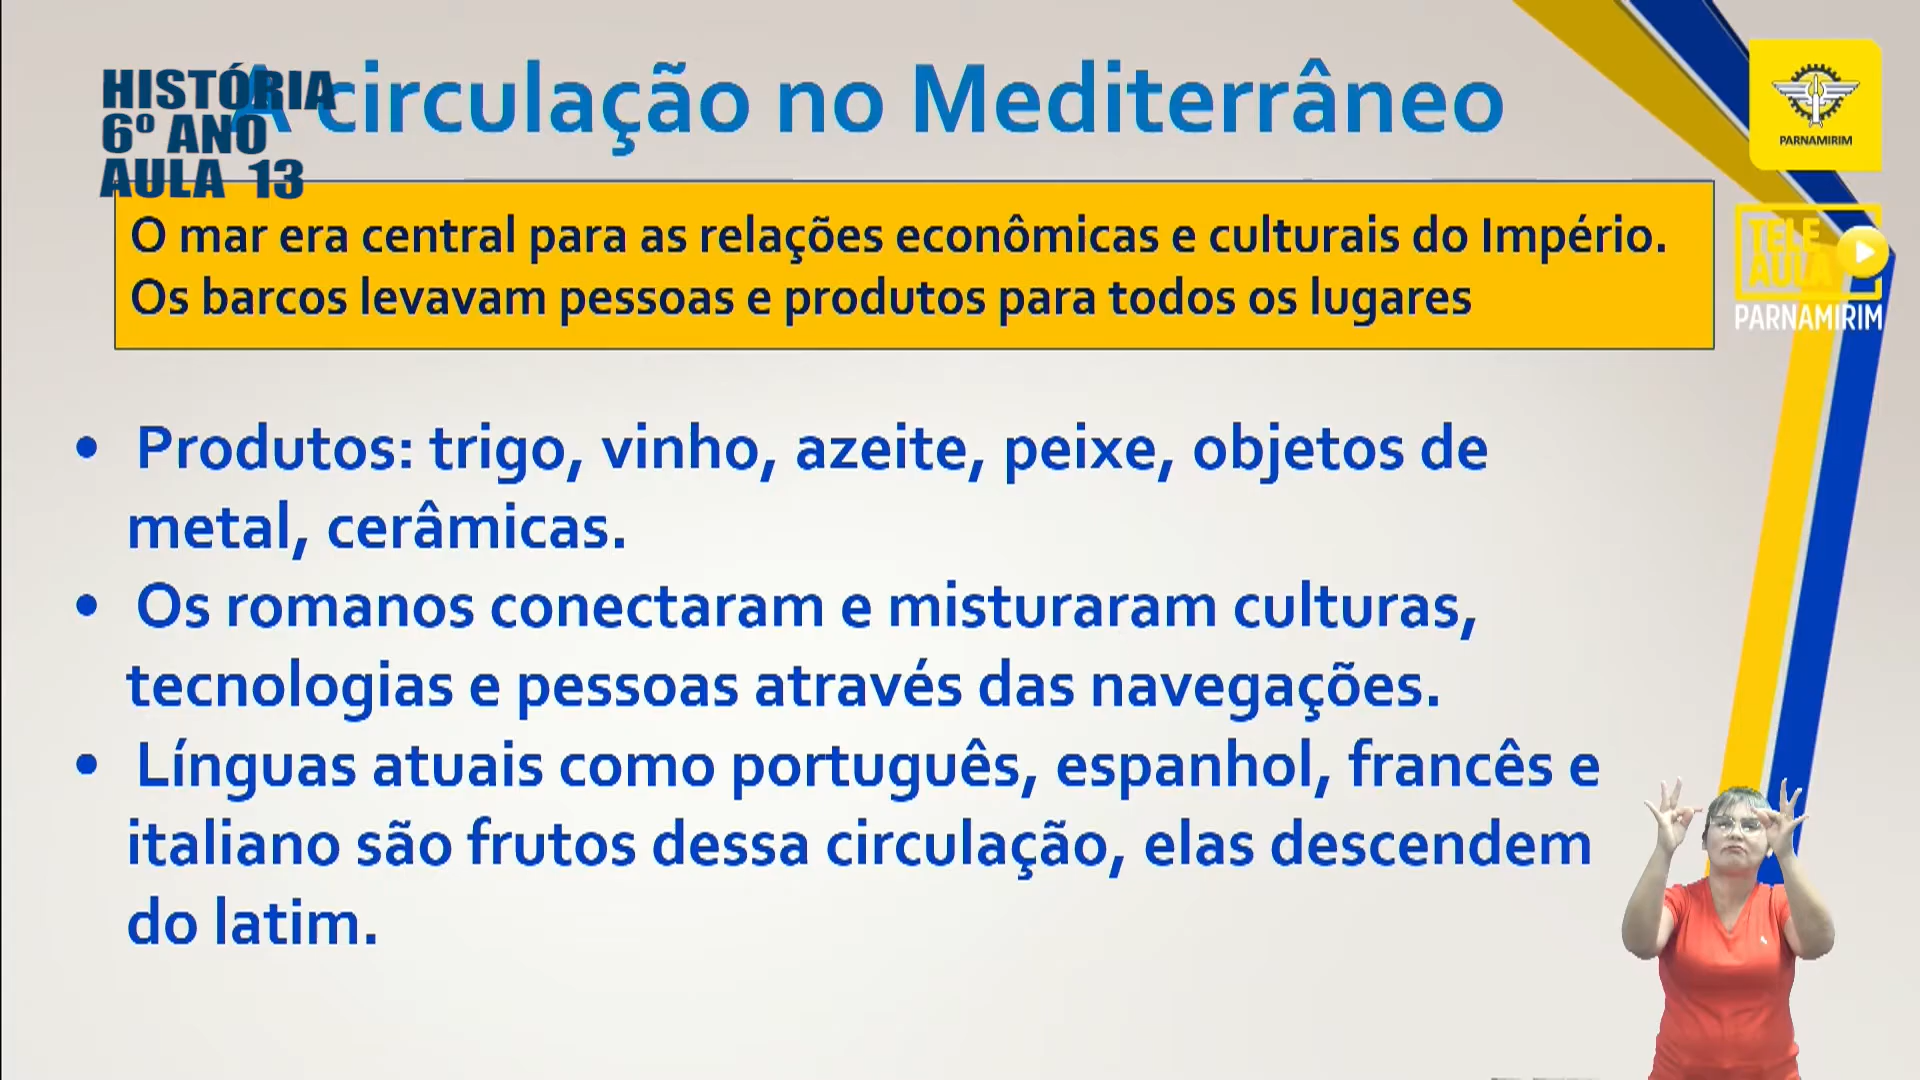 HISTÓRIA
6º ANO
AULA 13
A circulação no Mediterrâneo
PARNAMIRIM
O mar era central para as relações econômicas e culturais do Império.
Os barcos levavam pessoas e produtos para todos os lugares
TELE
AULA
PARNAMIRIM
• Produtos: trigo, vinho, azeite, peixe, objetos de
metal, cerâmicas.
• Os romanos conectaram e misturaram culturas,
tecnologias e pessoas através das navegações.
• Línguas atuais como português, espanhol, francês e
italiano são frutos dessa circulação, elas descendem
do latim.